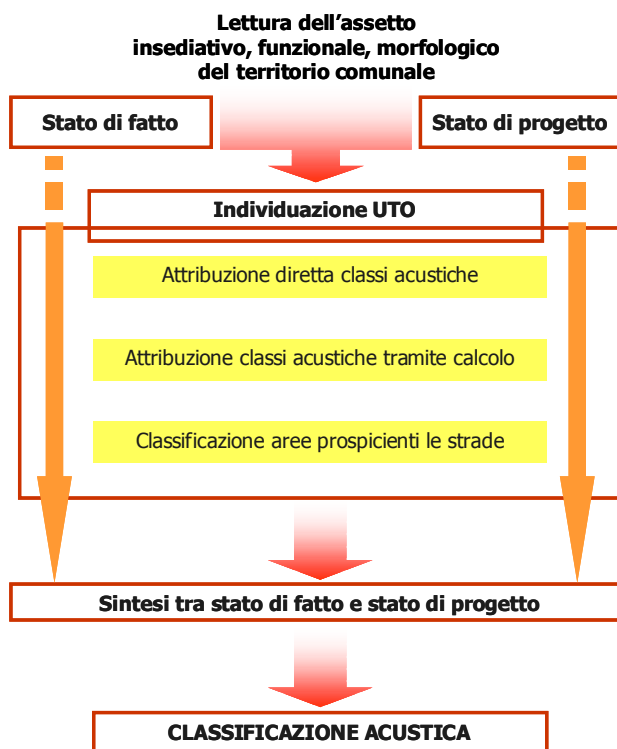 Lettura dell’assetto
insediativo, funzionale, morfologico
del territorio comunale
Stato di fatto
Stato di progetto
Individuazione UTO
Attribuzione diretta classi acustiche
Attribuzione classi acustiche tramite calcolo
Classificazione aree prospicienti le strade
Sintesi tra stato di fatto e stato di progetto
CLASSIFICAZIONE ACUSTICA